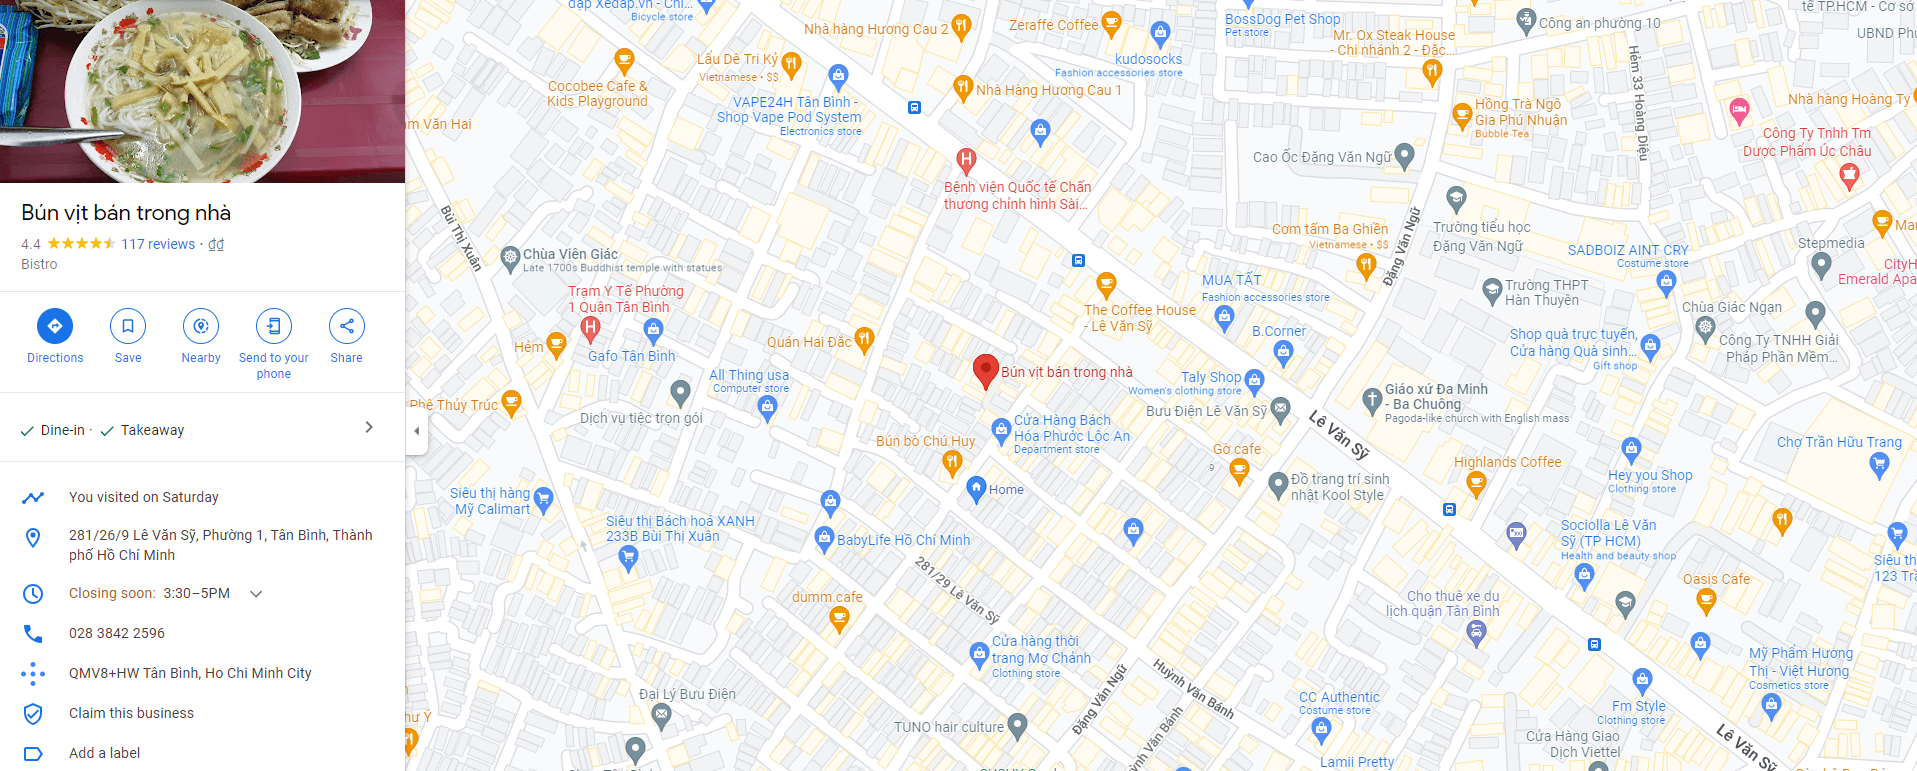 Bún vịt bán trong nhà
4.4
117 reviews · ₫₫
Bistro
Directions
Save
Nearby
Send to your
phone
Share
Dine-in · Takeaway
You visited on Saturday
281/26/9 Lê Văn Sỹ, Phường 1, Tân Bình, Thành
phố Hồ Chí Minh
Closing soon: 3:30–5PM
028 3842 2596
QMV8+HW Tân Bình, Ho Chi Minh City
Claim this business
Add a label
đạp Xedap.vn - Chi...
Bicycle store
Nhà hàng Hương Cau 2
Zeraffe Coffee
kudosocks
Fashion accessories store
BossDog Pet Shop
Pet store
Mr. Ox Steak House
- Chi nhánh 2 - Đặc...
Công an phường 10
tế TP.HCM - Cơ số
UBND Phu
Hẻm 33 Hoàng Diệu
Lẩu Dê Tri Kỷ
Vietnamese • $$
Cocobee Cafe &
Kids Playground
VAPE24H Tân Bình -
Shop Vape Pod System
Electronics store
Nhà Hàng Hương Cau 1
Hồng Trà Ngô
Gia Phú Nhuận
Bubble Tea
Nhà hàng Hoàng Ty
Công Ty Tnhh Tm
Dược Phẩm Úc Châu
m Văn Hai
Cao Ốc Đặng Văn Ngữ
Bệnh viện Quốc tế Chấn
thương chỉnh hình Sài...
Bùi Thị Xuân
Chùa Viên Giác
Late 1700s Buddhist temple with statues
Cơm tấm Ba Ghiền
Vietnamese • $$
Đặng Văn Ngữ
Trường tiểu học
Đặng Văn Ngữ
SADBOIZ AINT CRY
Costume store
Stepmedia
Mar
CityH
Emerald Apa
Trạm Y Tế Phường
1 Quận Tân Bình
MUA TẤT
Fashion accessories store
Trường THPT
Hàn Thuyên
Chùa Giác Ngạn
The Coffee House
- Lê Văn Sỹ
B.Corner
Shop quà trực tuyến,
Cửa hàng Quà sinh...
Gift shop
Công Ty TNHH Giải
Pháp Phần Mềm...
Hẻm
Gafo Tân Bình
Quán Hai Đắc
All Thing usa
Computer store
Bún vịt bán trong nhà
Taly Shop
Women's clothing store
Giáo xứ Đa Minh
- Ba Chuông
Pagoda-like church with English mass
Phê Thủy Trúc
Dịch vụ tiệc trọn gói
Cửa Hàng Bách
Hóa Phước Lộc An
Department store
Bưu Điện Lê Văn Sỹ
Lê Văn Sỹ
Bún bò Chú Huy
Gờ cafe
9
Chợ Trần Hữu Trang
Highlands Coffee
Hey you Shop
Clothing store
Đồ trang trí sinh
nhật Kool Style
Home
Siêu thị hàng
Mỹ Calimart
Siêu thị Bách hoá XANH
233B Bùi Thị Xuân
BabyLife Hồ Chí Minh
Sociolla Lê Văn
Sỹ (TP HCM)
Health and beauty shop
Siêu th
123 Trầ
281/29 Lê Văn Sỹ
dumm.cafe
Cho thuê xe du
lịch quận Tân Bình
Oasis Cafe
Cửa hàng thời
trang Mợ Chảnh
Clothing store
Mỹ Phẩm Hương
Thị - Việt Hương
Cosmetics store
Huỳnh Văn Bánh
Đặng Văn Ngữ
Đại Lý Bưu Điện
CC Authentic
Costume store
Fm Style
Clothing store
hư Ý
TUNO hair culture
Huỳnh Văn Bánh
Cửa Hàng Giao
Dịch Viettel
Lê Văn Sỹ
Lamii Pretty